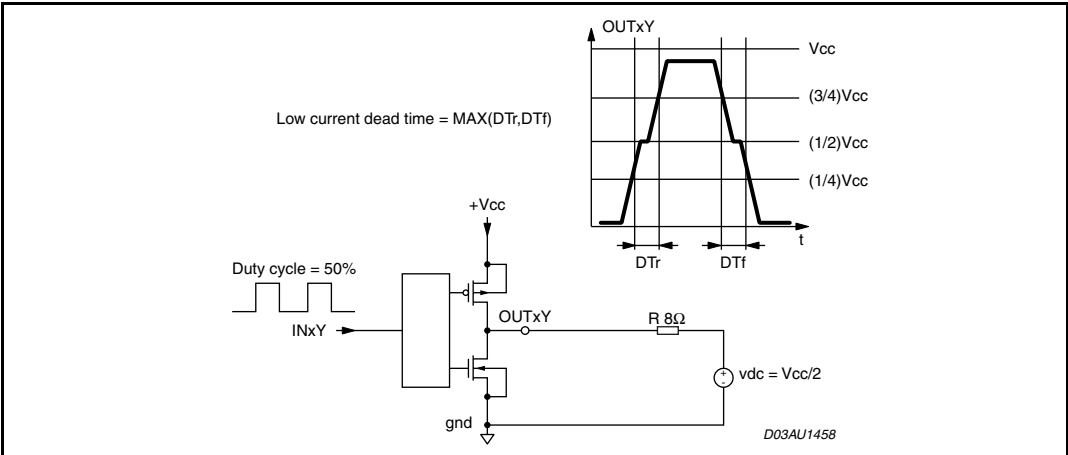 OUTxY
Vcc
(3/4)Vcc
Low current dead time = MAX(DTr,DTf)
(1/2)Vcc
(1/4)Vcc
t
DTr
DTf
+Vcc
Duty cycle = 50%
INxY
OUTxY
R 8Ω
+
-
vdc = Vcc/2
gnd
D03AU1458